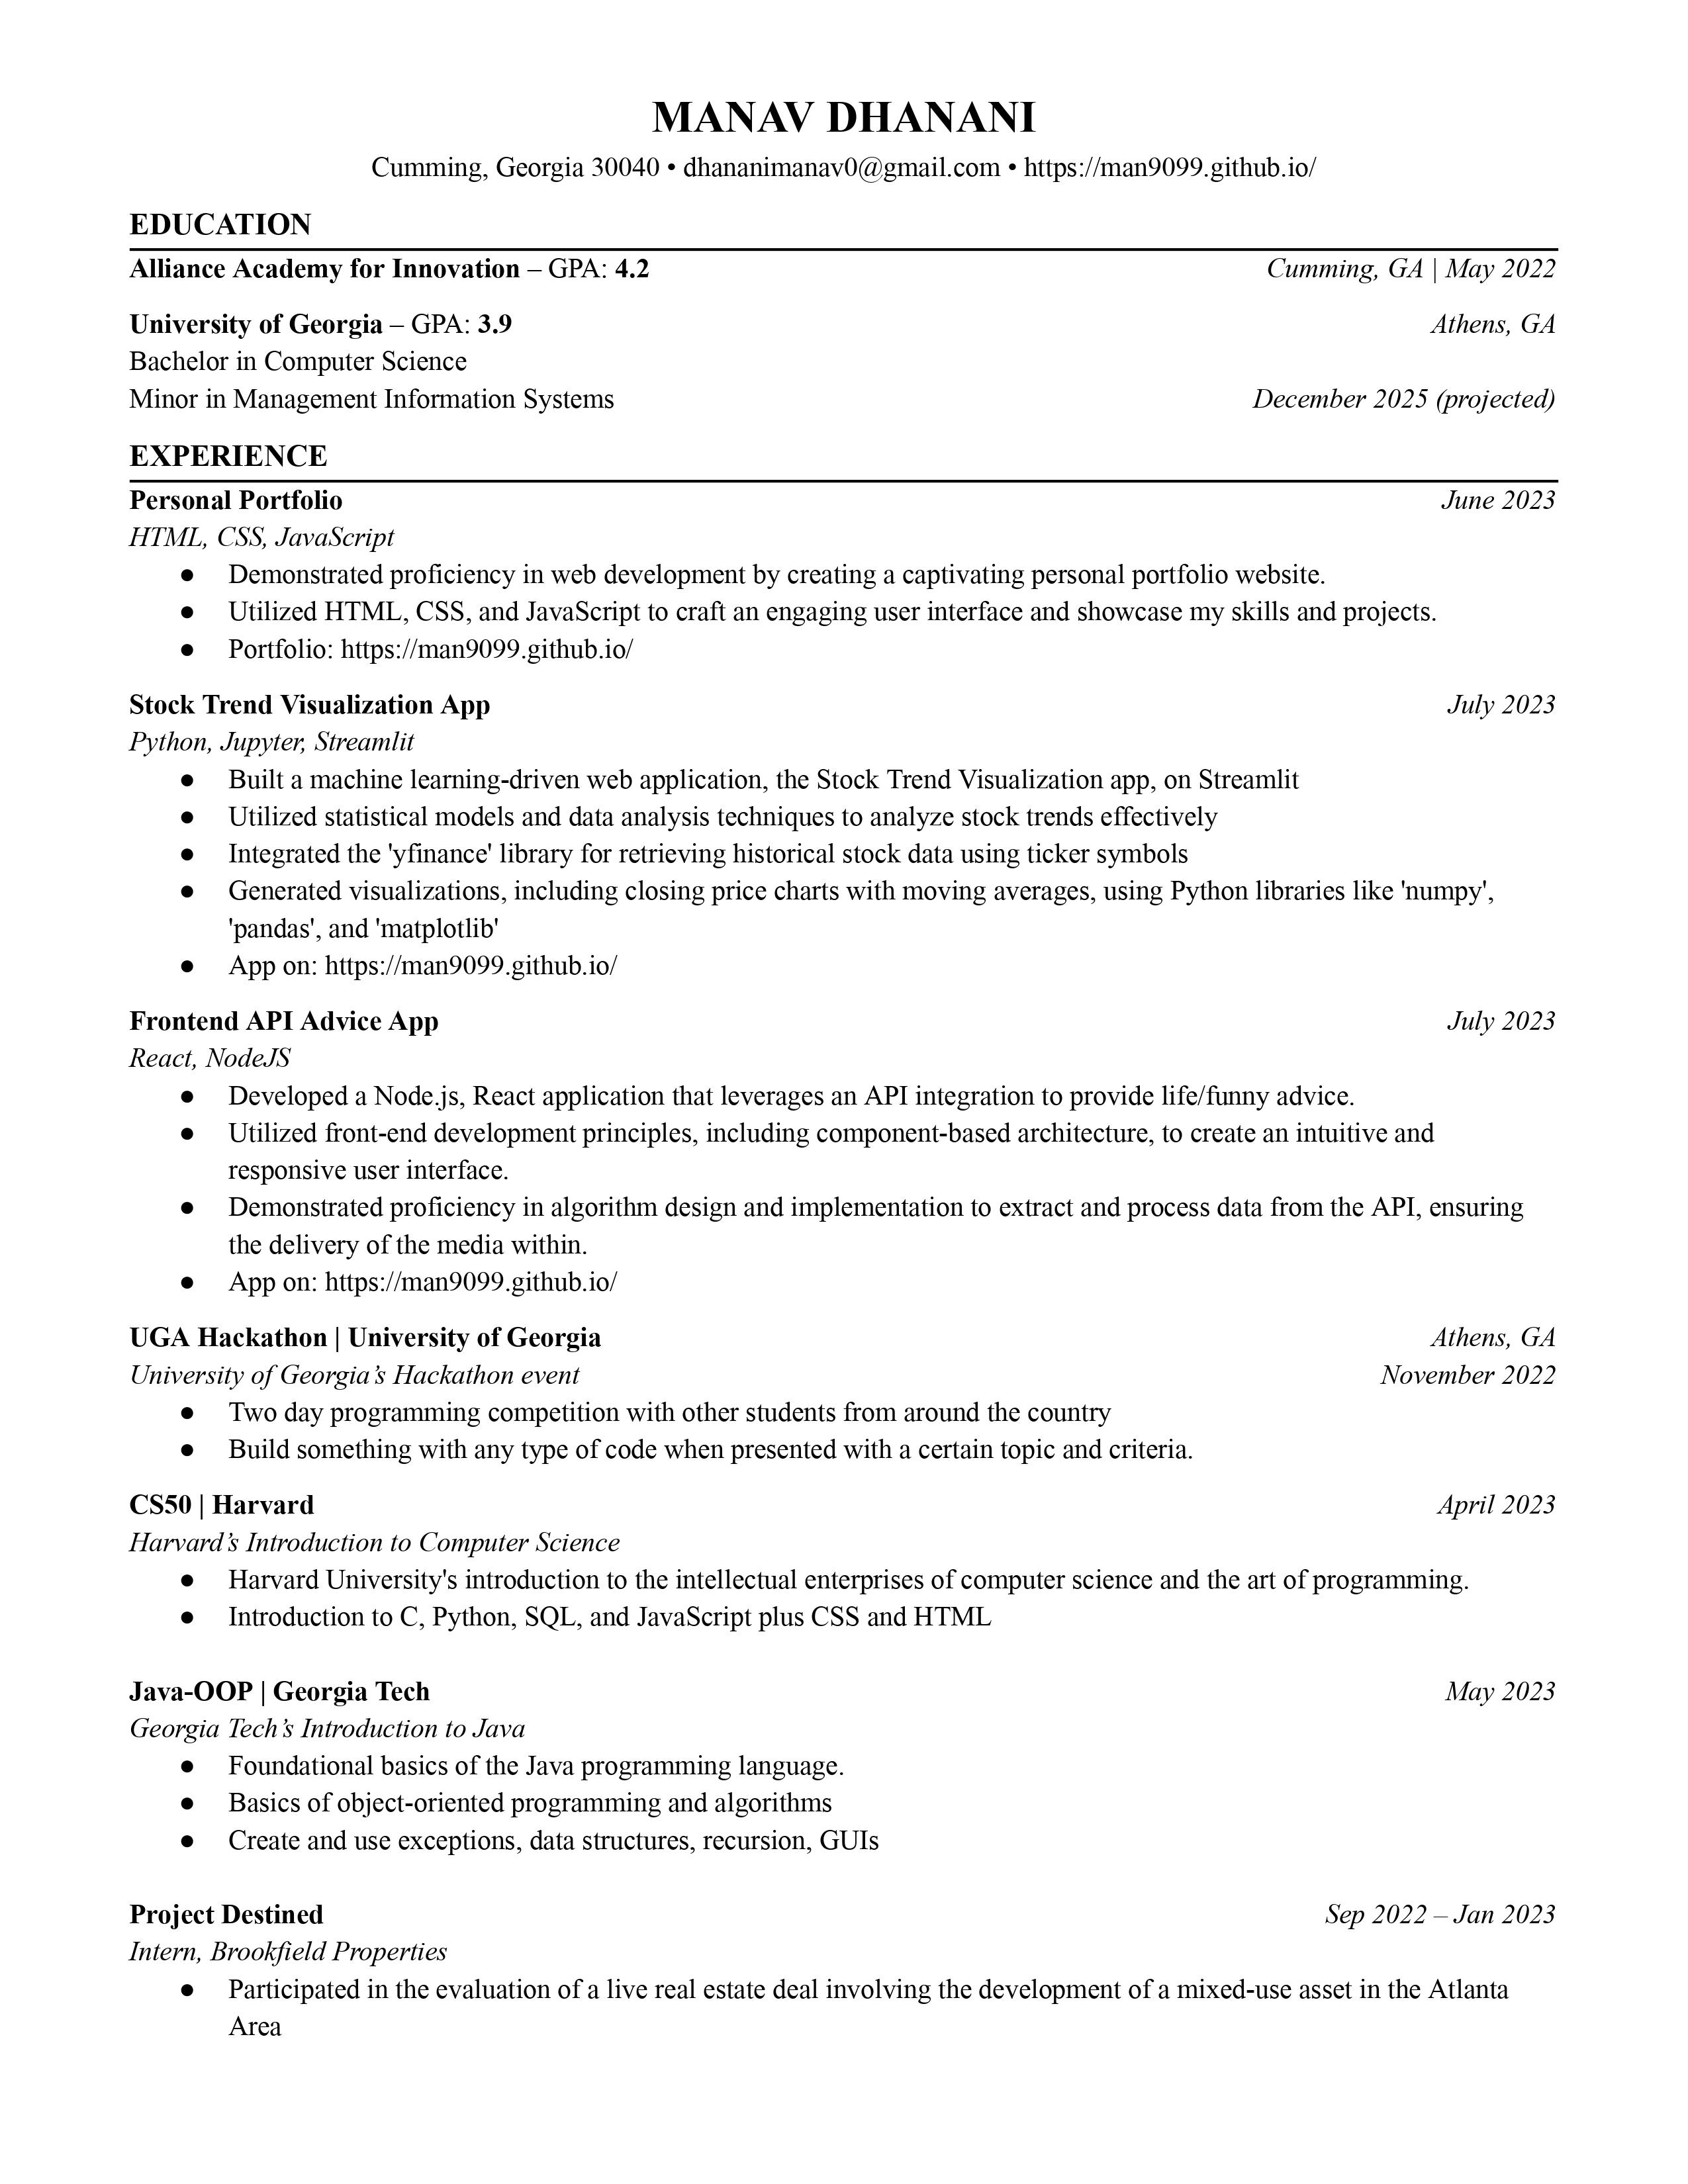 MANAV DHANANI
Cumming, Georgia 30040 • dhananimanav0@gmail.com • https://man9099.github.io/
EDUCATION
Alliance Academy for Innovation – GPA: 4.2 Cumming, GA | May 2022
University of Georgia – GPA: 3.9 Athens, GA
Bachelor in Computer Science
Minor in Management Information Systems December 2025 (projected)
EXPERIENCE
Personal Portfolio June 2023
HTML, CSS, JavaScript
● Demonstrated proficiency in web development by creating a captivating personal portfolio website.
● Utilized HTML, CSS, and JavaScript to craft an engaging user interface and showcase my skills and projects.
● Portfolio: https://man9099.github.io/
Stock Trend Visualization App July 2023
Python, Jupyter, Streamlit
● Built a machine learning-driven web application, the Stock Trend Visualization app, on Streamlit
● Utilized statistical models and data analysis techniques to analyze stock trends effectively
● Integrated the 'yfinance' library for retrieving historical stock data using ticker symbols
● Generated visualizations, including closing price charts with moving averages, using Python libraries like 'numpy',
'pandas', and 'matplotlib'
● App on: https://man9099.github.io/
Frontend API Advice App July 2023
React, NodeJS
● Developed a Node.js, React application that leverages an API integration to provide life/funny advice.
● Utilized front-end development principles, including component-based architecture, to create an intuitive and
responsive user interface.
● Demonstrated proficiency in algorithm design and implementation to extract and process data from the API, ensuring
the delivery of the media within.
● App on: https://man9099.github.io/
UGA Hackathon | University of Georgia Athens, GA
University of Georgia’s Hackathon event November 2022
● Two day programming competition with other students from around the country
● Build something with any type of code when presented with a certain topic and criteria.
CS50 | Harvard April 2023
Harvard’s Introduction to Computer Science
● Harvard University's introduction to the intellectual enterprises of computer science and the art of programming.
● Introduction to C, Python, SQL, and JavaScript plus CSS and HTML
Java-OOP | Georgia Tech May 2023
Georgia Tech’s Introduction to Java
● Foundational basics of the Java programming language.
● Basics of object-oriented programming and algorithms
● Create and use exceptions, data structures, recursion, GUIs
Project Destined Sep 2022 – Jan 2023
Intern, Brookfield Properties
● Participated in the evaluation of a live real estate deal involving the development of a mixed-use asset in the Atlanta
Area